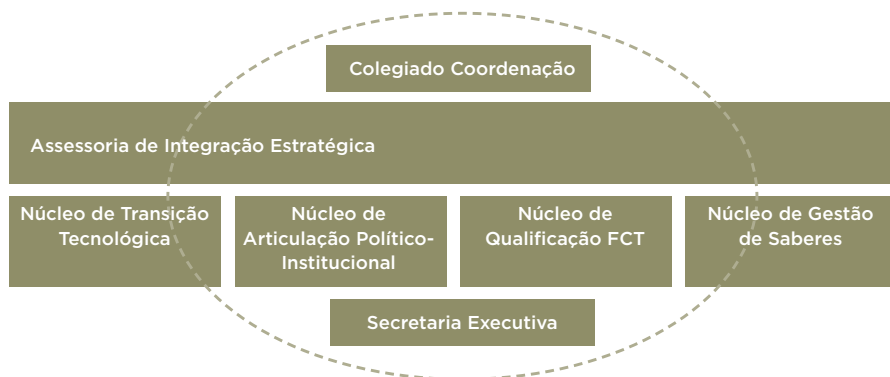 Colegiado Coordenação
Assessoria de Integração Estratégica
Núcleo de Transição
Tecnológica
Núcleo de
Articulação Político-
Institucional
Núcleo de
Qualificação FCT
Núcleo de Gestão
de Saberes
Secretaria Executiva